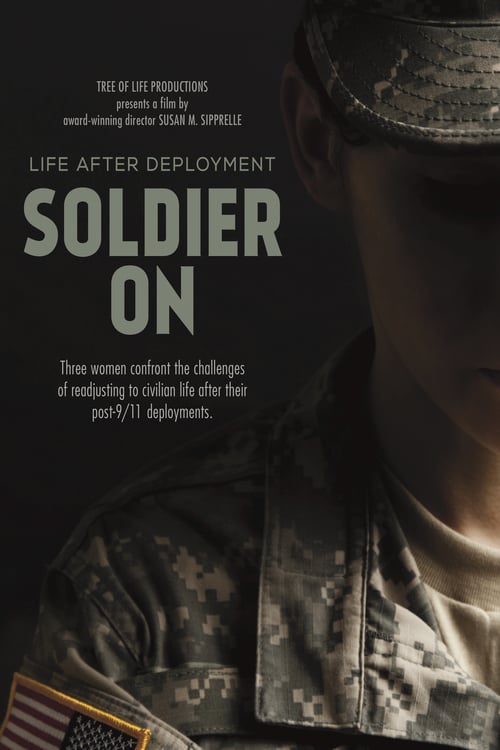 TREE OF LIFE PRODUCTIONS
presents a film by
award-winning director SUSAN M. SIPPRELLE
LIFE AFTER DEPLOYMENT
SOLDIER
ON
Three women confront the challenges
of readjusting to civilian life after their
post-9/11 deployments.